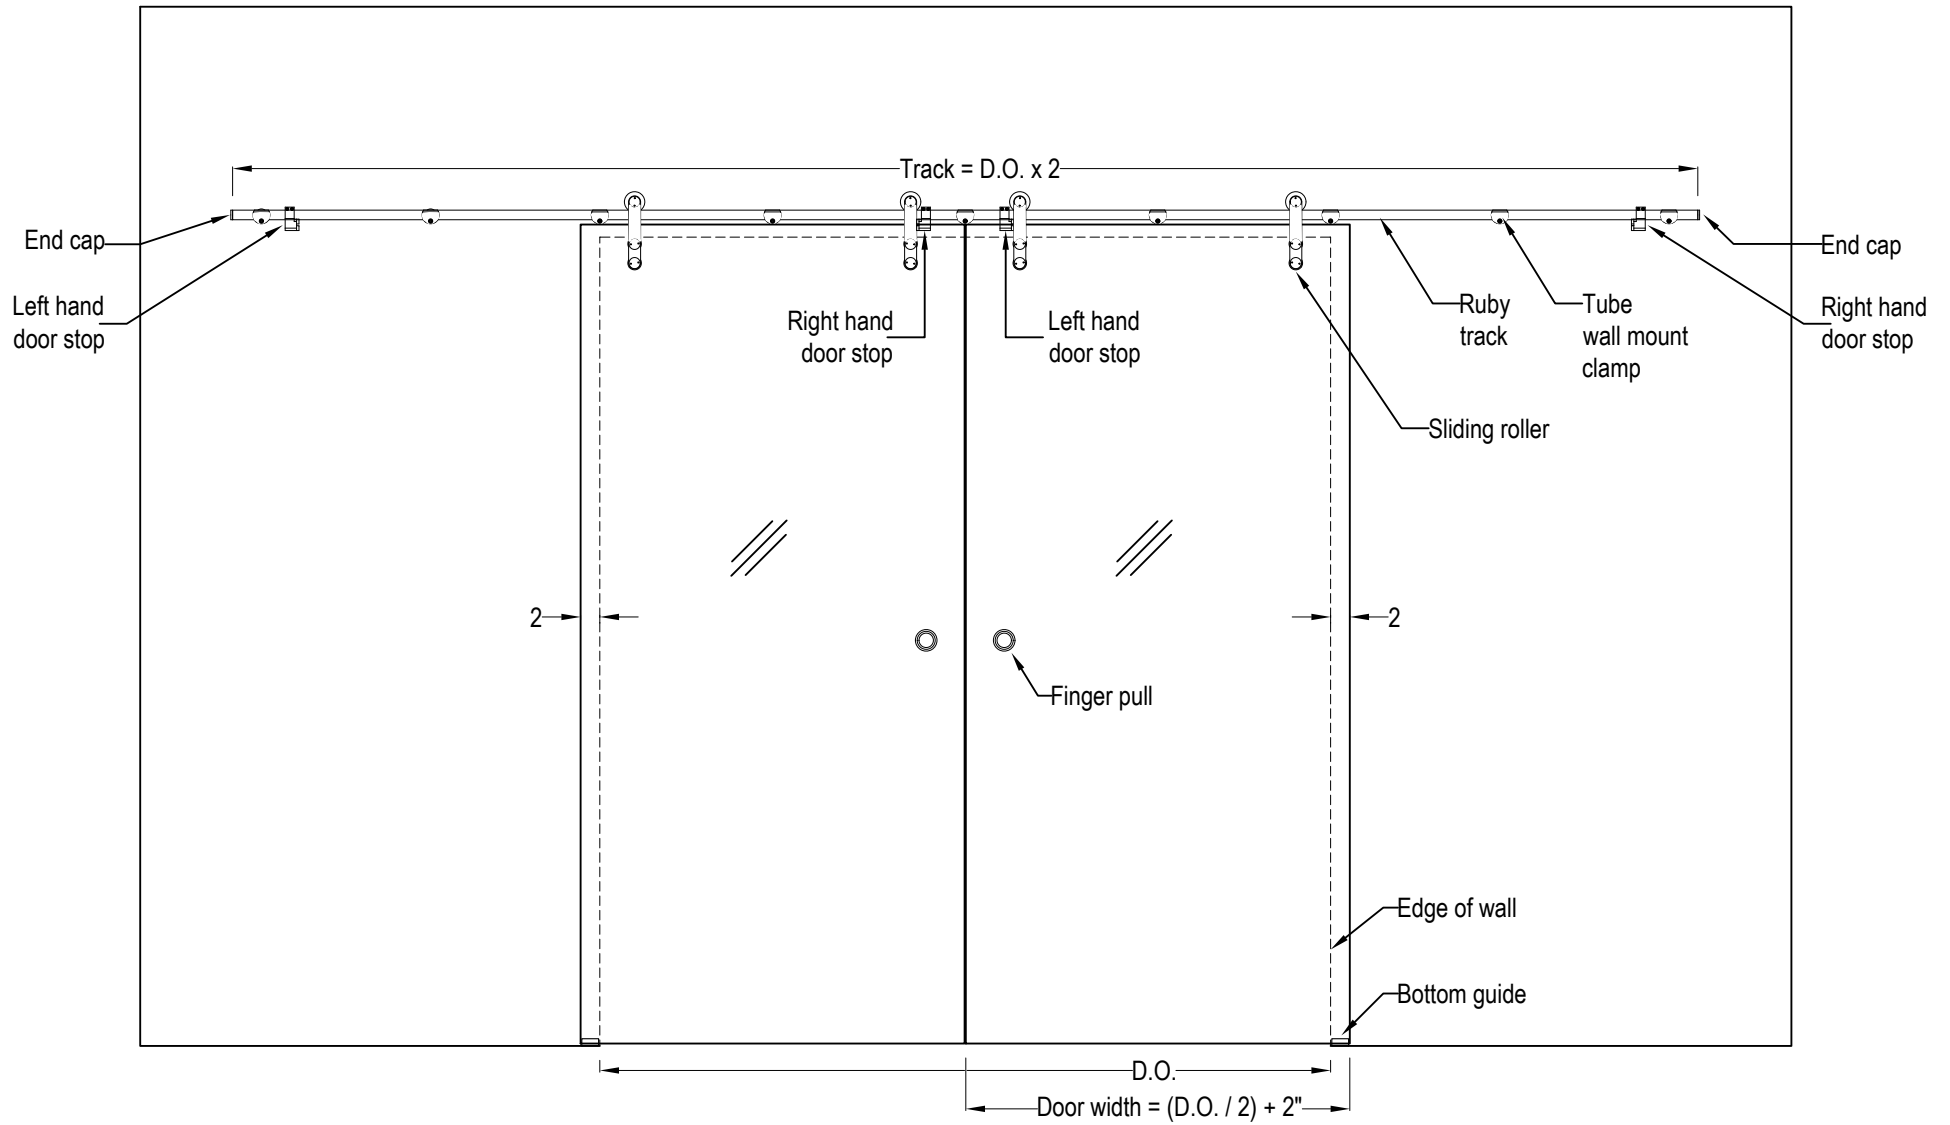 Track = D.O. x 2
End cap
End cap
Left hand
door stop
Right hand
door stop
Left hand
door stop
Ruby
track
Tube
wall mount
clamp
Right hand
door stop
Sliding roller
2
2
Finger pull
Edge of wall
Bottom guide
D.O.
Door width = (D.O. / 2) + 2"